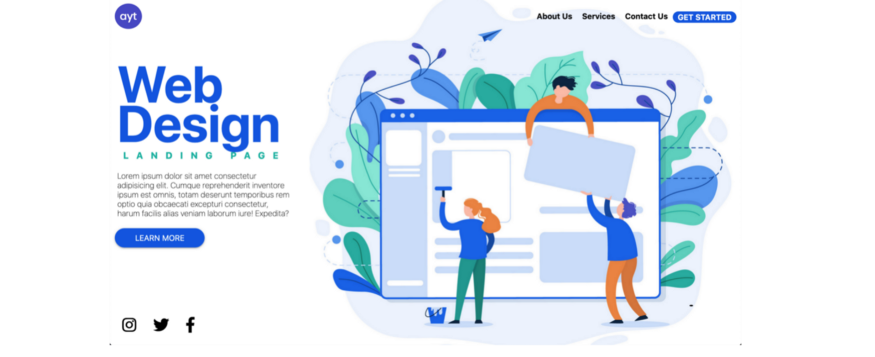 ayt
About Us Services Contact Us GET STARTED
Web
Design
LANDING PAGE
Lorem ipsum dolor sit amet consectetur
adipisicing elit. Cumque reprehenderit inventore
ipsum est omnis, totam deserunt temporibus rem
optio quia obcaecati excepturi consectetur,
harum facilis alias veniam laborum iure! Expedita?
LEARN MORE